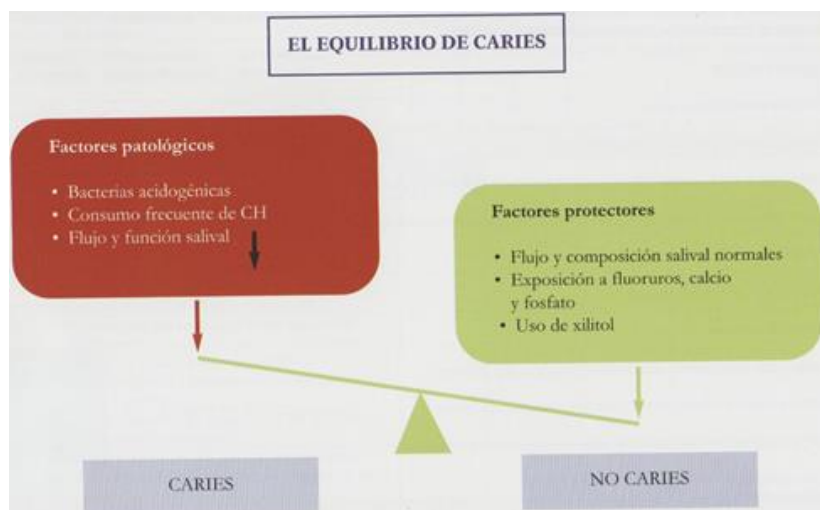 EL EQUILIBRIO DE CARIES
Factores patológicos
• Bacterias acidogénicas
• Consumo frecuente de CH
• Flujo y función salival
Factores protectores
• Flujo y composición salival normales
• Exposición a fluoruros, calcio
y fosfato
• Uso de xilitol
CARIES
NO CARIES